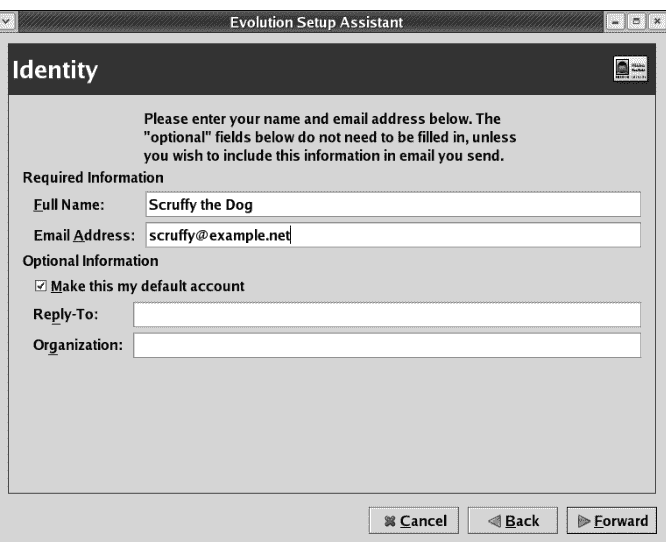 Evolution Setup Assistant
Identity
Please enter your name and email address below. The
"optional" fields below do not need to be filled in, unless
you wish to include this information in email you send.
Required Information
Full Name: Scruffy the Dog
Email Address: scruffy@example.net
Optional Information
Make this my default account
Reply-To:
Organization:
Cancel Back Forward